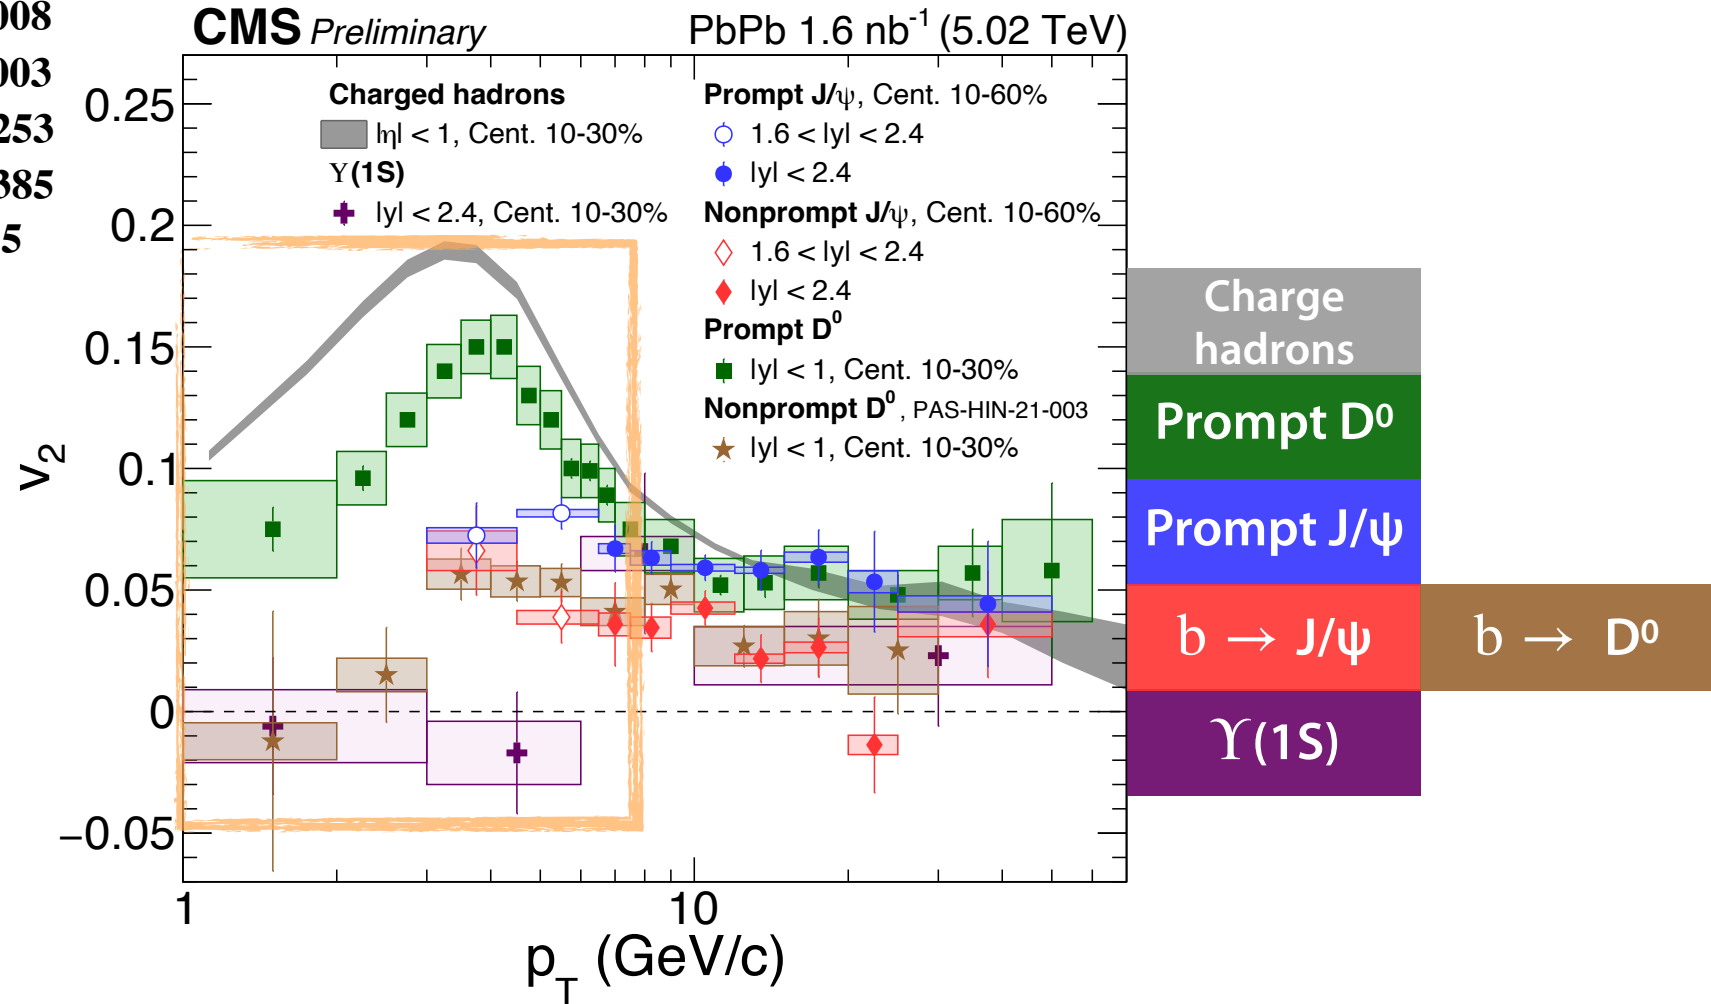 008
003
253
385
5
CMS Preliminary
PbPb 1.6 nb-1 (5.02 TeV)
Charged hadrons
|η| < 1, Cent. 10-30%
ϒ(1S)
|y| < 2.4, Cent. 10-30%
Prompt J/ψ, Cent. 10-60%
1.6 < |y| < 2.4
|y| < 2.4
Nonprompt J/ψ, Cent. 10-60%
1.6 < |y| < 2.4
|y| < 2.4
Prompt D0
|y| < 1, Cent. 10-30%
Nonprompt D0 , PAS-HIN-21-003
|y| < 1, Cent. 10-30%
0.25
0.2
0.15
0.1
0.05
0
−0.05
v2
1
10
pT (GeV/c)
Charge
hadrons
Prompt D0
Prompt J/ψ
b → J/ψ
b → D0
ϒ(1S)